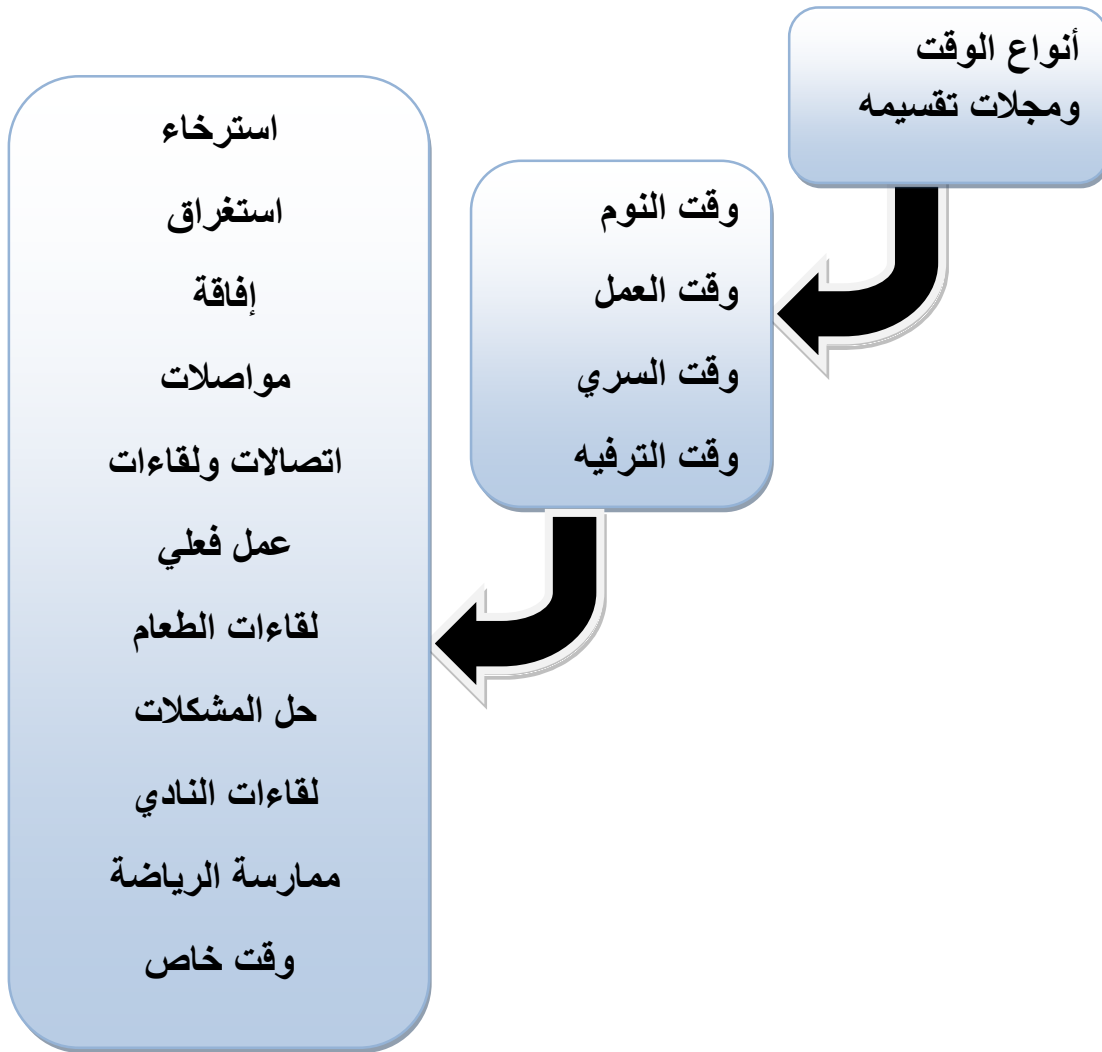 أنواع الوقت
ومجلات تقسيمه
وقت النوم
وقت العمل
وقت السري
وقت الترفيه
استرخاء
استغراق
إفاقة
مواصلات
اتصالات ولقاءات
عمل فعلي
لقاءات الطعام
حل المشكلات
لقاءات النادي
ممارسة الرياضة
وقت خاص